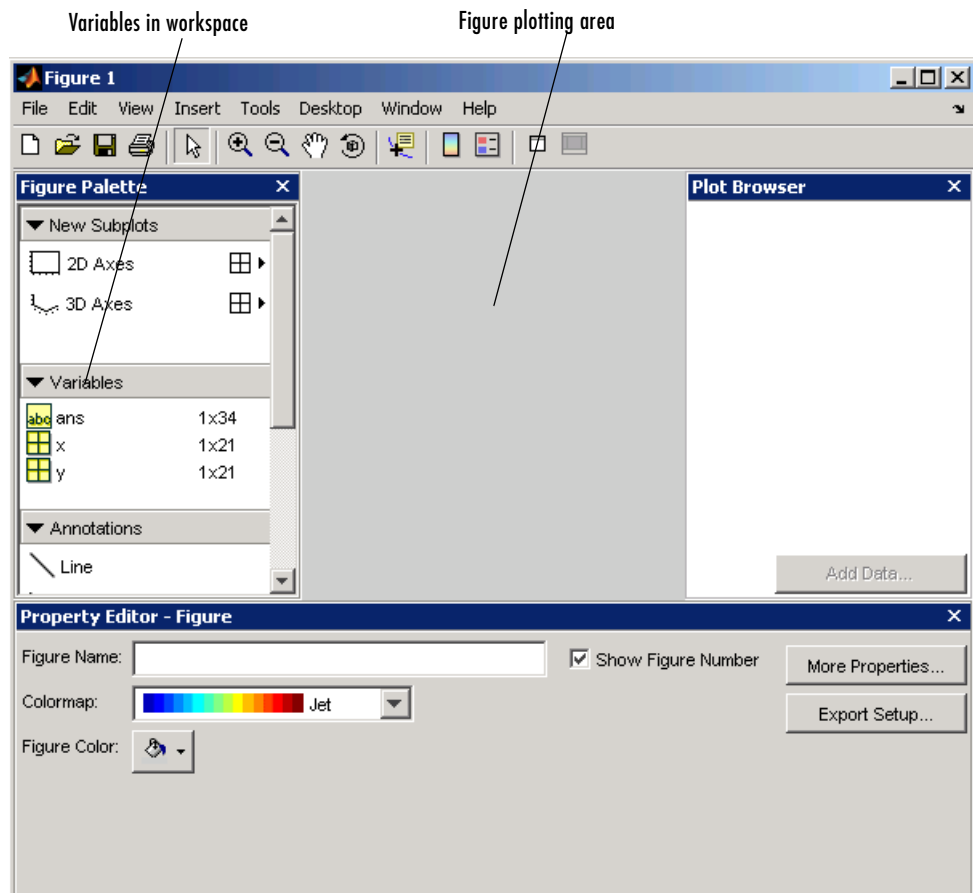 Variables in workspace
Figure plotting area
Figure 1
File Edit View Insert Tools Desktop Window Help
Figure Palette
Plot Browser
New Subplots
2D Axes
3D Axes
Variables
abc ans 1x34
x 1x21
y 1x21
Annotations
Line
Add Data...
Property Editor - Figure
Figure Name:
Show Figure Number
More Properties...
Colormap:
Jet
Export Setup...
Figure Color: